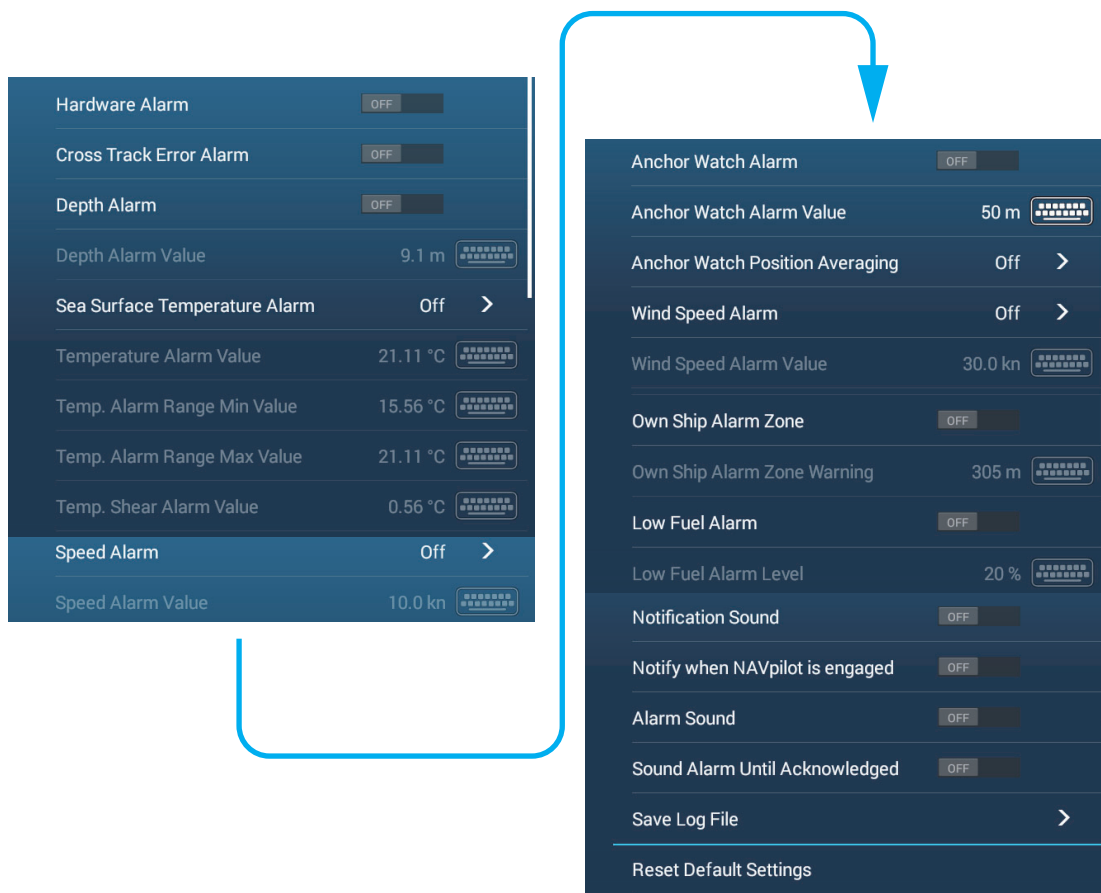 Hardware Alarm OFF
Cross Track Error Alarm OFF
Depth Alarm OFF
Depth Alarm Value 9.1 m
Sea Surface Temperature Alarm Off
Temperature Alarm Value 21.11 °C
Temp. Alarm Range Min Value 15.56 °C
Temp. Alarm Range Max Value 21.11 °C
Temp. Shear Alarm Value 0.56 °C
Speed Alarm Off
Speed Alarm Value 10.0 kn
Anchor Watch Alarm OFF
Anchor Watch Alarm Value 50 m
Anchor Watch Position Averaging Off
Wind Speed Alarm Off
Wind Speed Alarm Value 30.0 kn
Own Ship Alarm Zone OFF
Own Ship Alarm Zone Warning 305 m
Low Fuel Alarm OFF
Low Fuel Alarm Level 20 %
Notification Sound OFF
Notify when NAVpilot is engaged OFF
Alarm Sound OFF
Sound Alarm Until Acknowledged OFF
Save Log File
Reset Default Settings